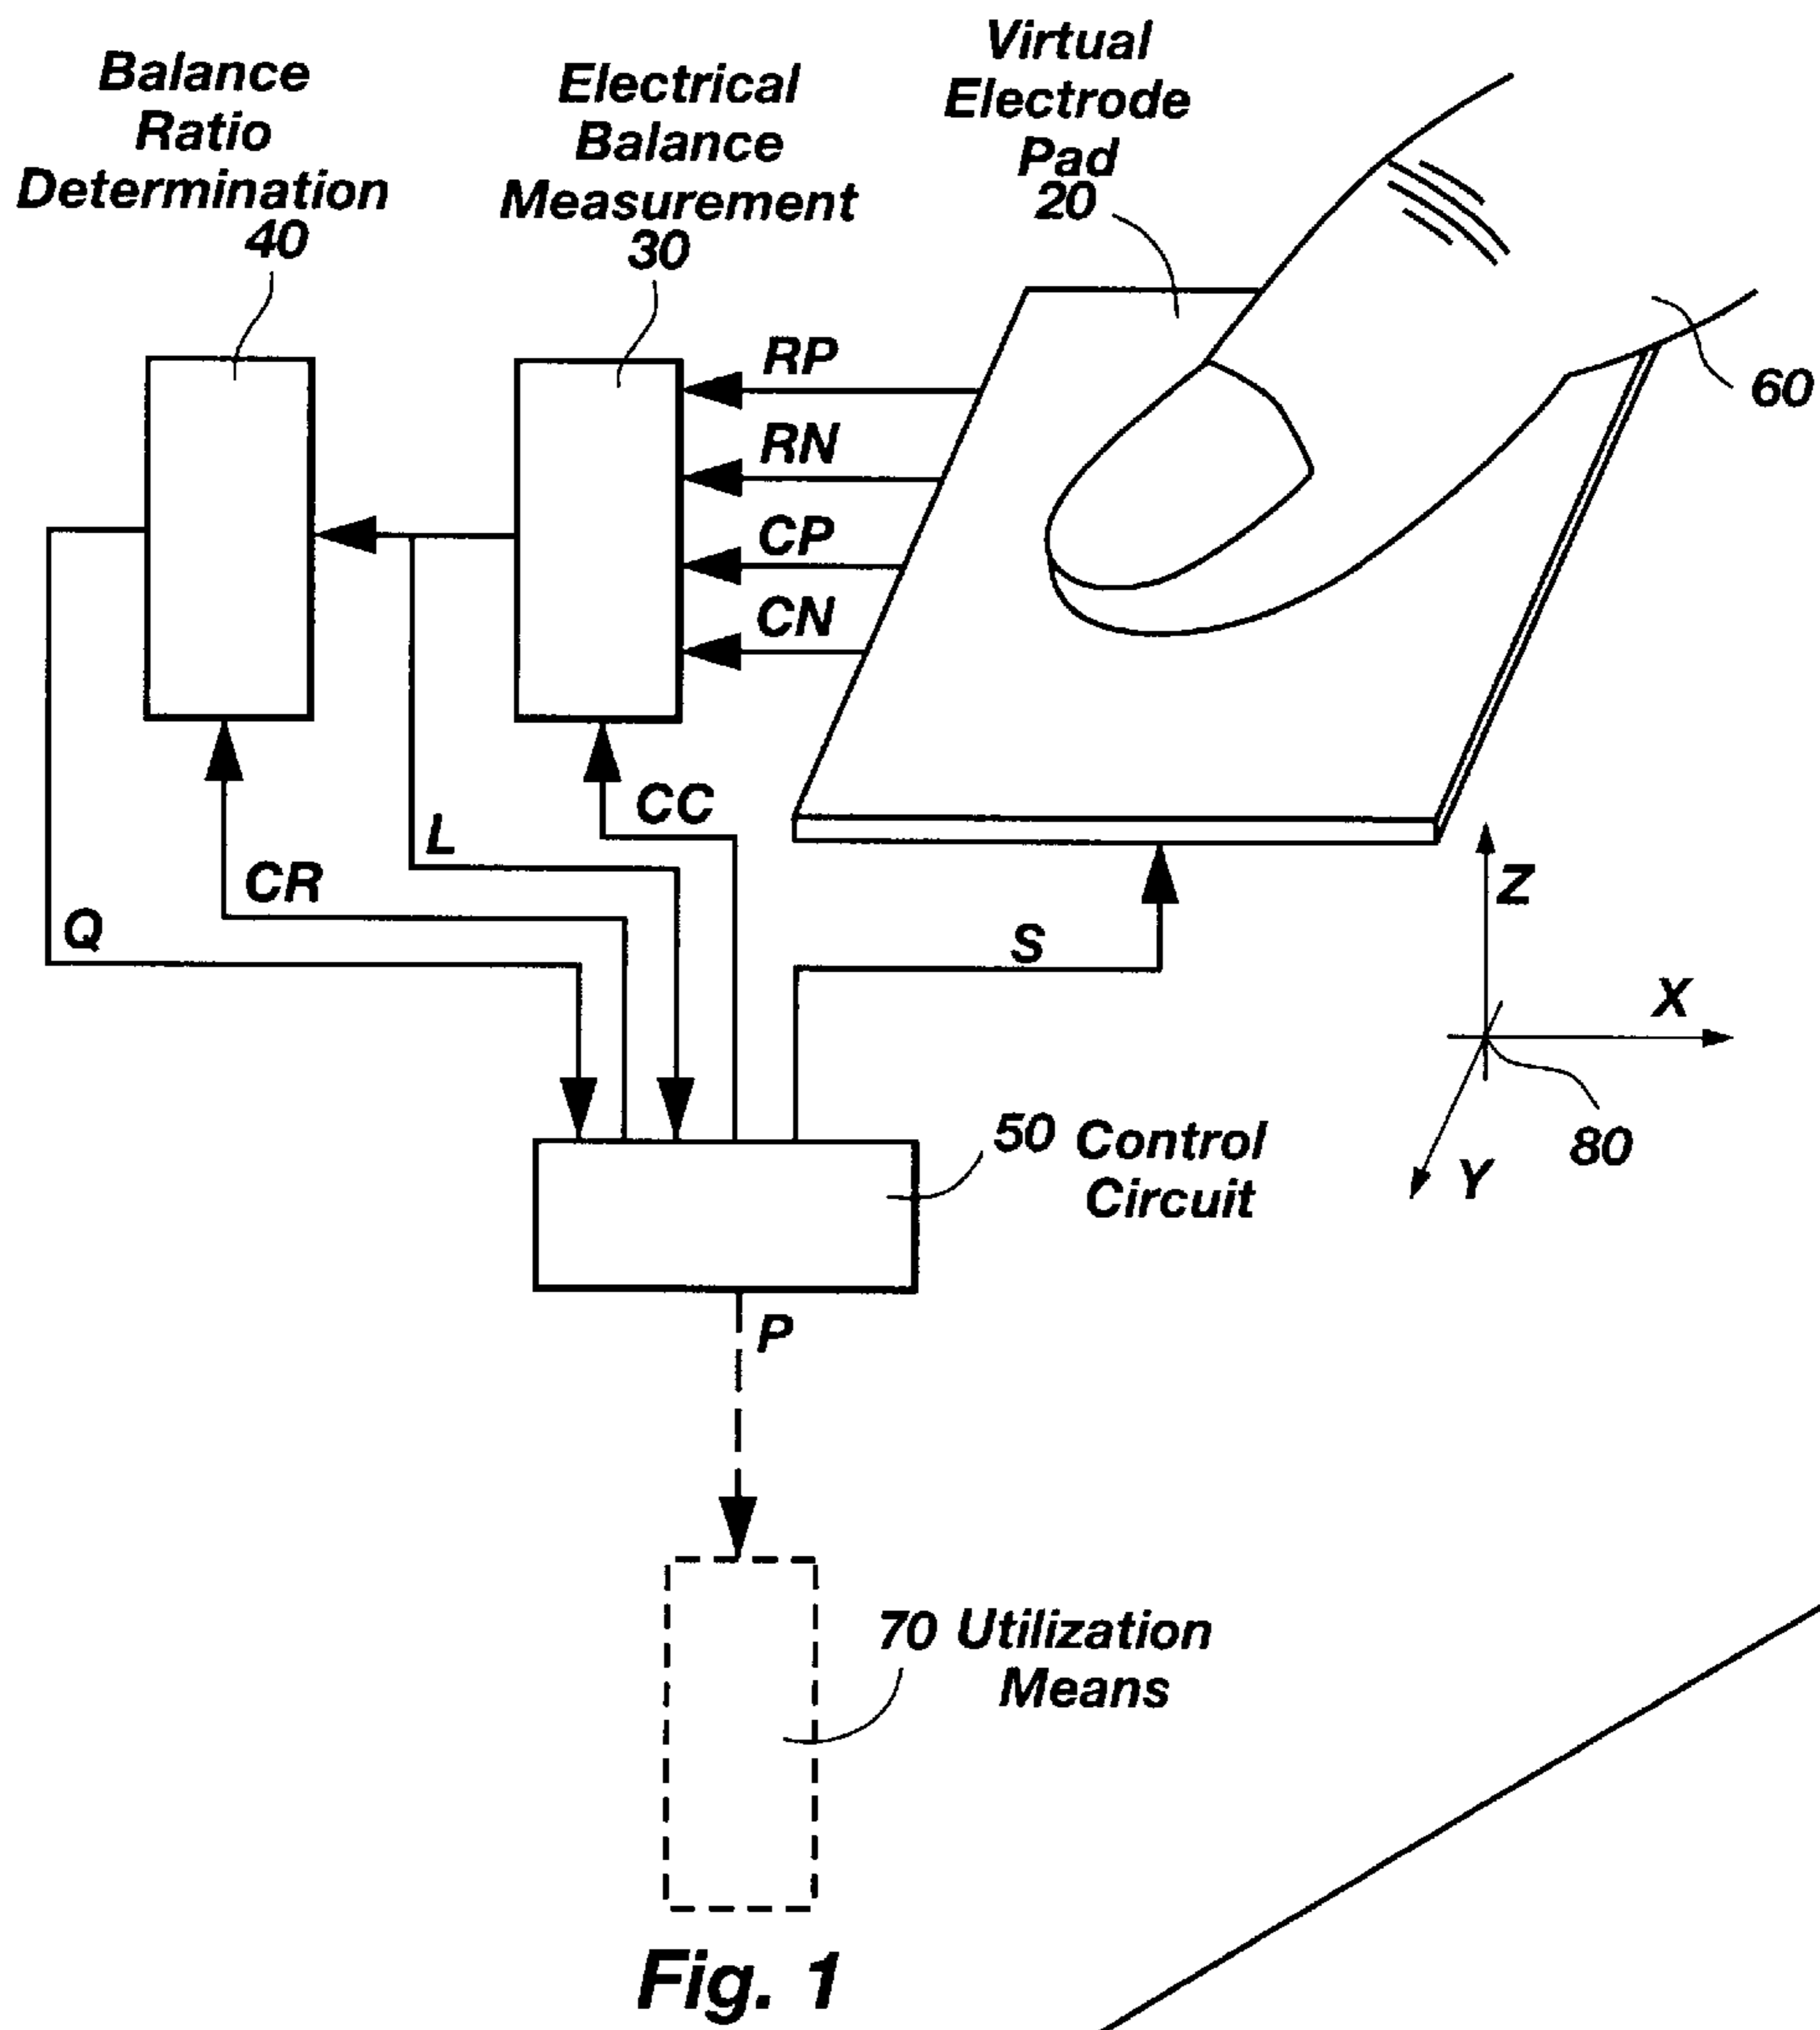 Balance
Ratio
Determination
40
Electrical
Balance
Measurement
30
Virtual
Electrode
Pad
20
60
RP
RN
CP
CN
CC
L
CR
Q
S
Z
X
Y
80
50 Control
Circuit
P
70 Utilization
Means
Fig. 1